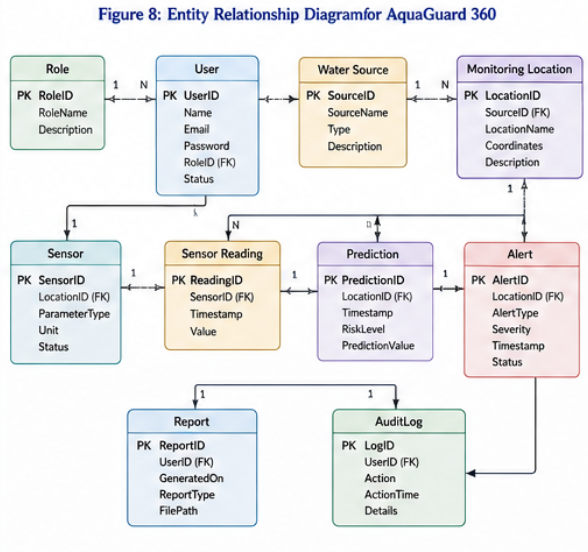 Figure 8: Entity Relationship Diagramfor AquaGuard 360
Role
PK RoleID
RoleName
Description
1 N
User
PK UserID
Name
Email
Password
RoleID (FK)
Status
Water Source
PK SourceID
SourceName
Type
Description
1 N
Monitoring Location
PK LocationID
SourceID (FK)
LocationName
Coordinates
Description
1
1
N
Sensor
PK SensorID
LocationID (FK)
ParameterType
Unit
Status
1
Sensor Reading
PK ReadingID
SensorID (FK)
Timestamp
Value
1
Prediction
PK PredictionID
LocationID (FK)
Timestamp
RiskLevel
PredictionValue
1
Alert
PK AlertID
LocationID (FK)
AlertType
Severity
Timestamp
Status
1 1
Report
PK ReportID
UserID (FK)
GeneratedOn
ReportType
FilePath
AuditLog
PK LogID
UserID (FK)
Action
ActionTime
Details